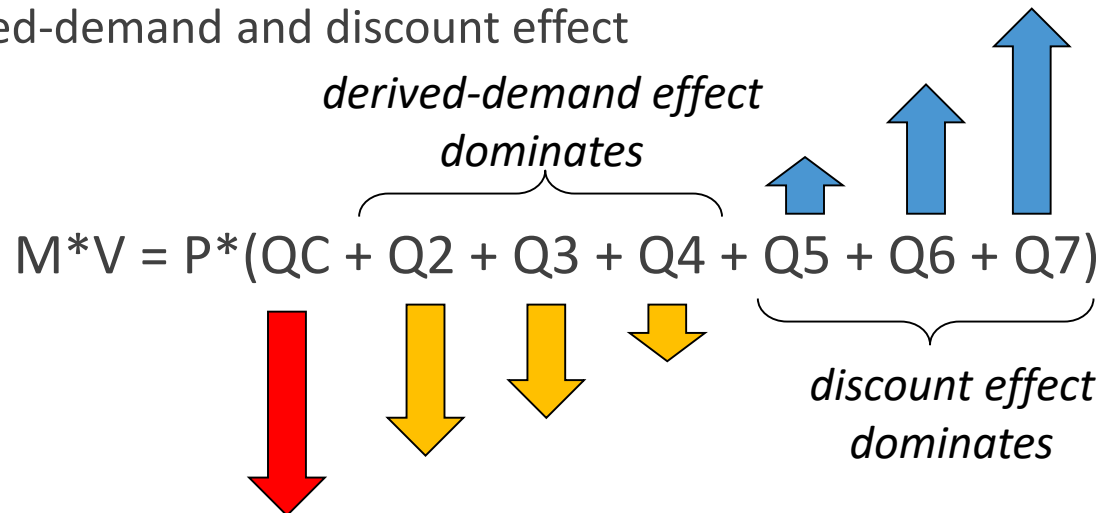 ed-demand and discount effect
derived-demand effect
dominates
M*V = P*(QC + Q2 + Q3 + Q4 + Q5 + Q6 + Q7)
discount effect
dominates